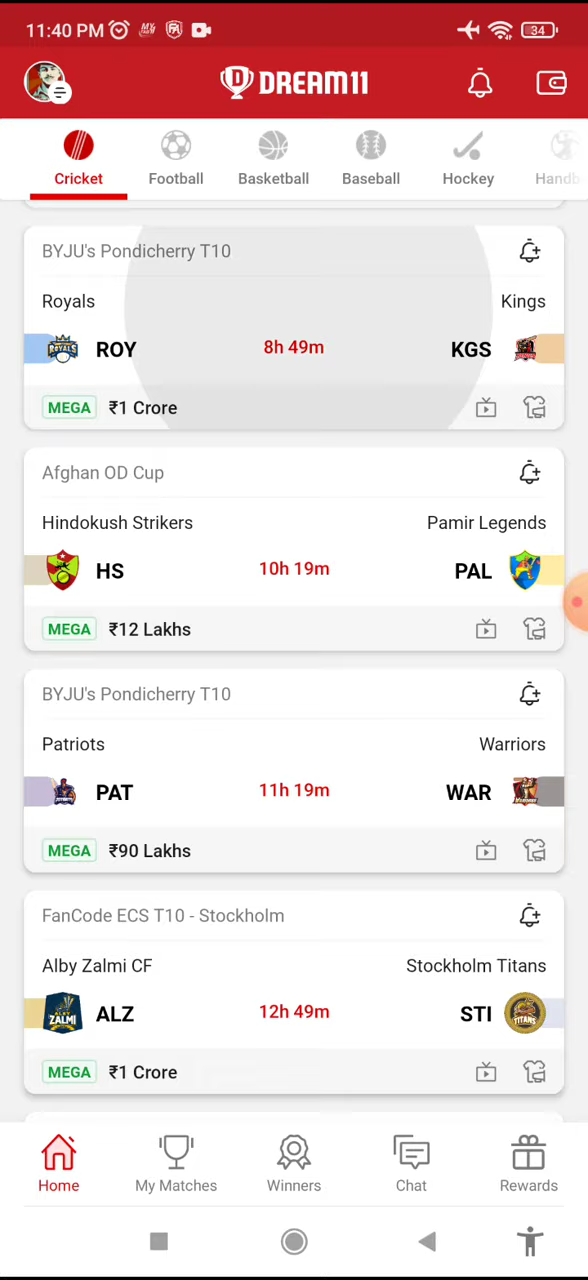 11:40 PM
34
DREAM11
Cricket Football Basketball Baseball Hockey Handb
BYJU's Pondicherry T10
Royals Kings
ROY 8h 49m KGS
MEGA ₹1 Crore
Afghan OD Cup
Hindokush Strikers Pamir Legends
HS 10h 19m PAL
MEGA ₹12 Lakhs
BYJU's Pondicherry T10
Patriots Warriors
PAT 11h 19m WAR
MEGA ₹90 Lakhs
FanCode ECS T10 - Stockholm
Alby Zalmi CF Stockholm Titans
ALZ 12h 49m STI
MEGA ₹1 Crore
Home My Matches Winners Chat Rewards